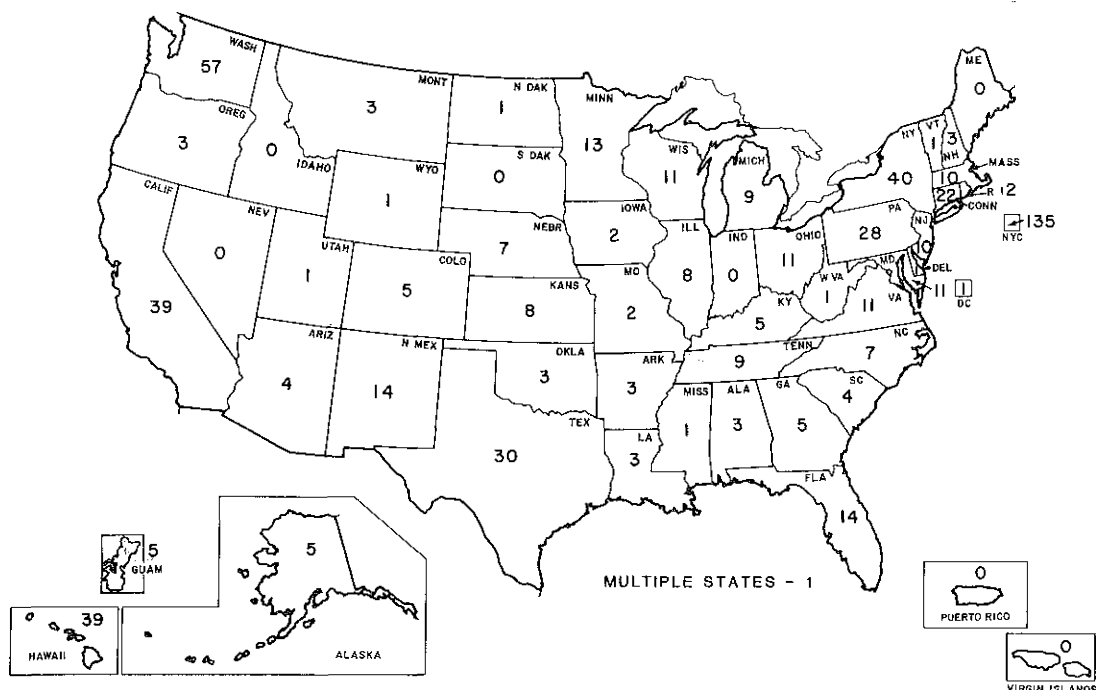 WASH
57
MONT
3
N DAK
1
MINN
13
ME
0
OREG
3
IDAHO
0
WYO
1
S DAK
0
WIS
11
MICH
9
NY
40
VT
1
NH
3
MASS
10
R I 2
CONN
22
NYC
135
CALIF
39
NEV
0
UTAH
1
COLO
5
NEBR
7
IOWA
2
ILL
8
IND
0
OHIO
11
PA
28
NJ
DEL
MD
11
1
DC
KANS
8
MO
2
KY
5
W VA
1
VA
11
ARIZ
4
N MEX
14
OKLA
3
ARK
3
TENN
9
NC
7
SC
4
TEX
30
LA
3
MISS
1
ALA
3
GA
5
FLA
14
5
GUAM
39
HAWAII
5
ALASKA
MULTIPLE STATES - 1
0
PUERTO RICO
0
VIRGIN ISLANDS